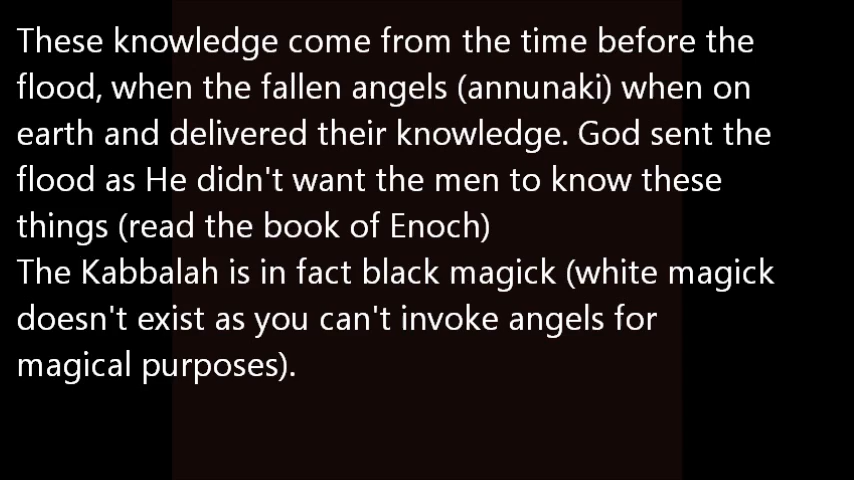 These knowledge come from the time before the
flood, when the fallen angels (annunaki) when on
earth and delivered their knowledge. God sent the
flood as He didn't want the men to know these
things (read the book of Enoch)
The Kabbalah is in fact black magick (white magick
doesn't exist as you can't invoke angels for
magical purposes).